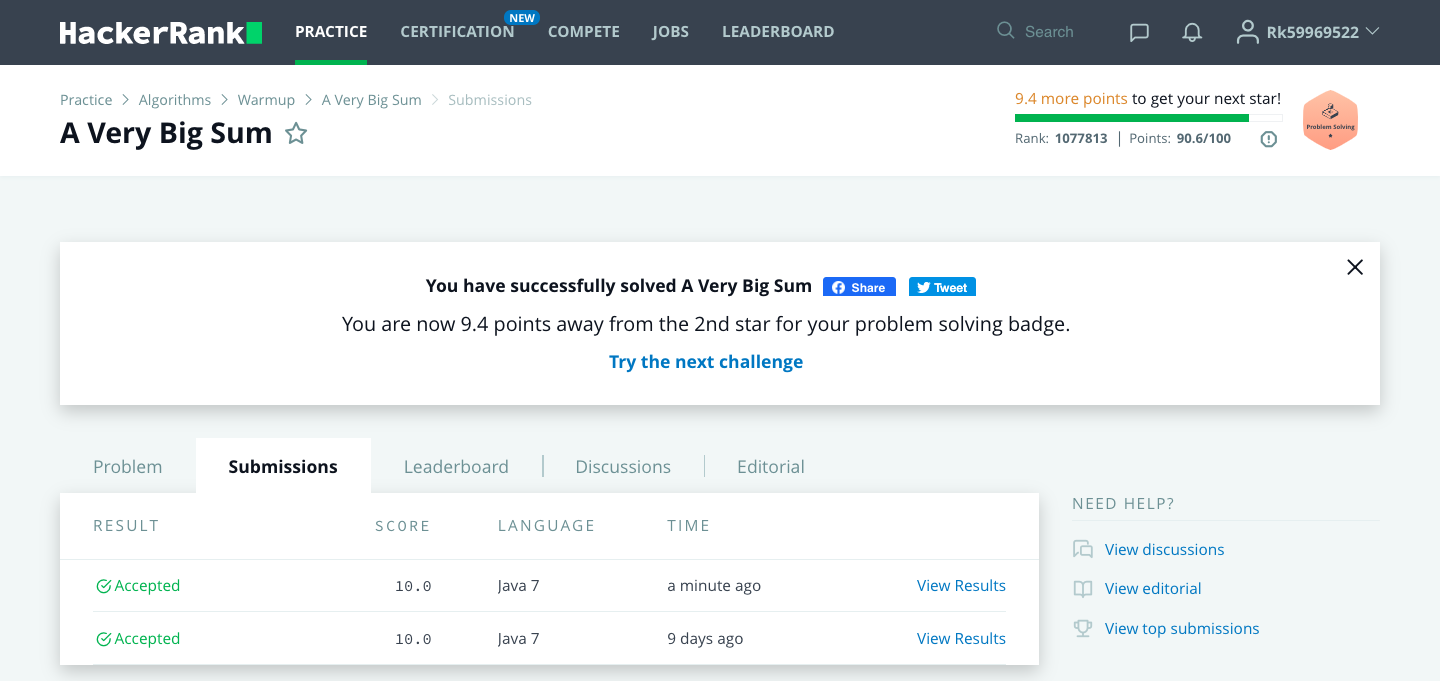 HackerRank PRACTICE CERTIFICATION NEW COMPETE JOBS LEADERBOARD Search Rk59969522
Practice Algorithms Warmup A Very Big Sum Submissions
A Very Big Sum
9.4 more points to get your next star!
Rank: 1077813 | Points: 90.6/100
Problem Solving
You have successfully solved A Very Big Sum Share Tweet
You are now 9.4 points away from the 2nd star for your problem solving badge.
Try the next challenge
Problem Submissions Leaderboard Discussions Editorial
RESULT SCORE LANGUAGE TIME
Accepted 10.0 Java 7 a minute ago View Results
Accepted 10.0 Java 7 9 days ago View Results
NEED HELP?
View discussions
View editorial
View top submissions